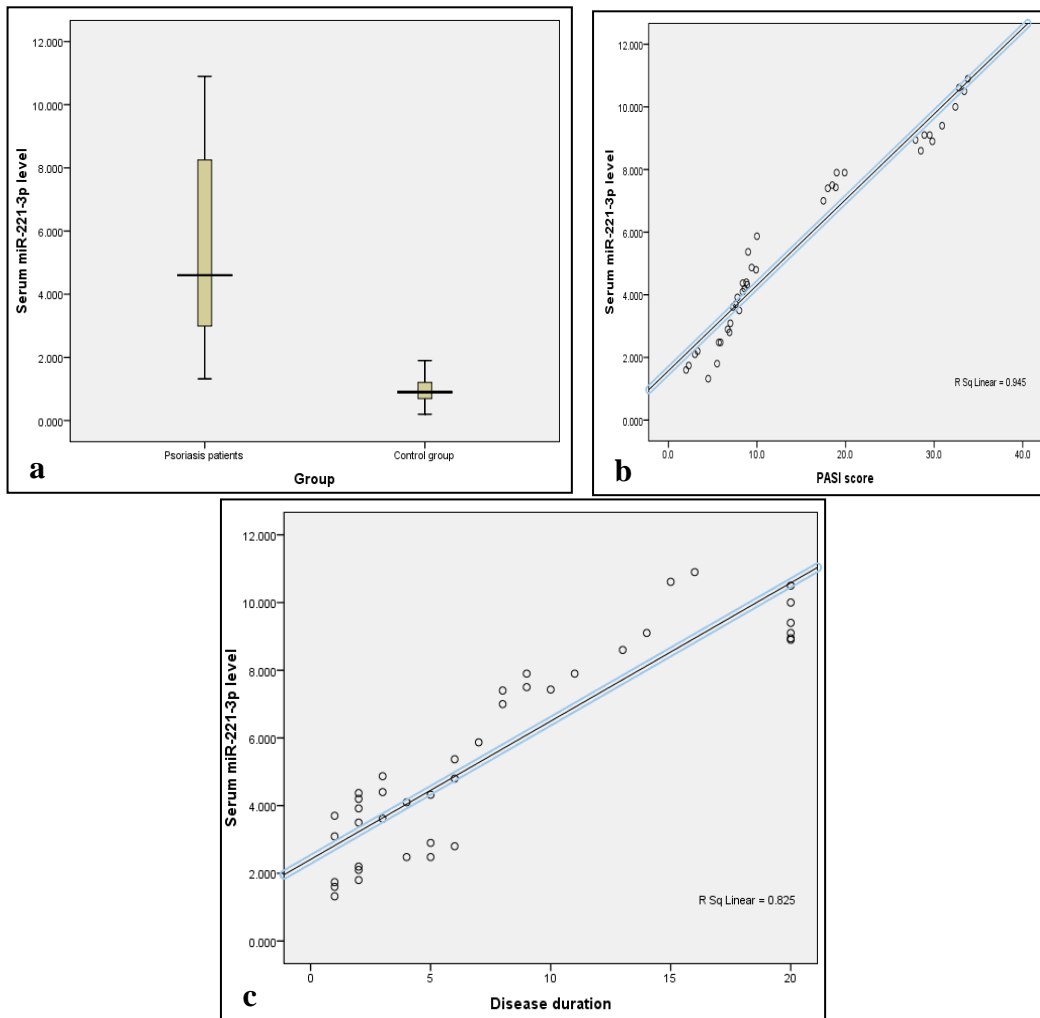 12.000
10.000
8.000
6.000
4.000
2.000
0.000
Serum miR-221-3p level
Psoriasis patients
Control group
Group
a
12.000
10.000
8.000
6.000
4.000
2.000
0.000
Serum miR-221-3p level
R Sq Linear = 0.945
0.0
10.0
20.0
30.0
40.0
PASI score
b
12.000
10.000
8.000
6.000
4.000
2.000
0.000
Serum miR-221-3p level
R Sq Linear = 0.825
0
5
10
15
20
Disease duration
c